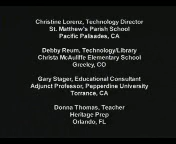 Christine Lorenz, Technology Director
St. Matthew's Parish School
Pacific Palisades, CA
Debby Reum, Technology/Library
Christa McAuliffe Elementary School
Greeley, CO
Gary Stager, Educational Consultant
Adjunct Professor, Pepperdine University
Torrance, CA
Donna Thomas, Teacher
Heritage Prep
Orlando, FL